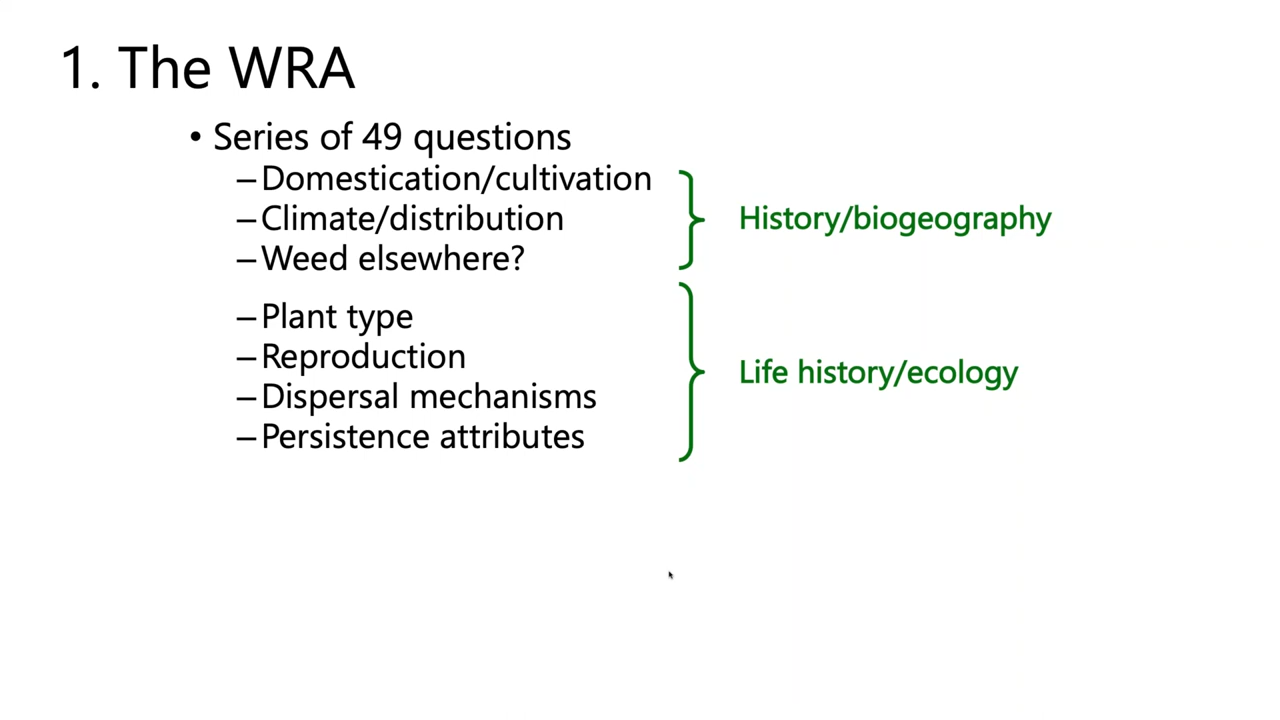 1. The WRA
• Series of 49 questions
–Domestication/cultivation
–Climate/distribution
–Weed elsewhere?
History/biogeography
–Plant type
–Reproduction
–Dispersal mechanisms
–Persistence attributes
Life history/ecology